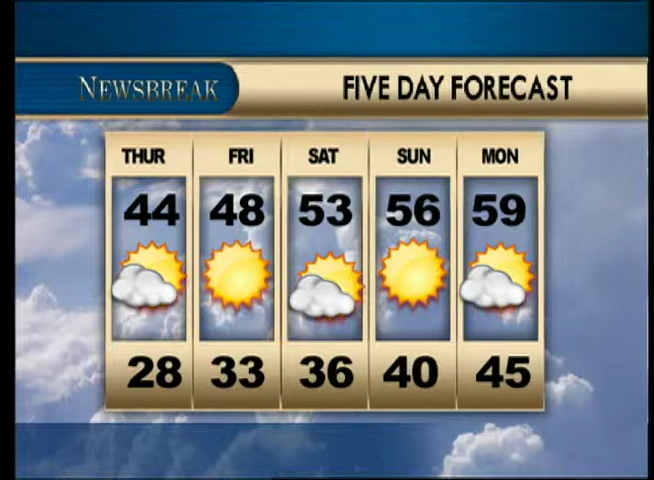 NEWSBREAK FIVE DAY FORECAST
THUR FRI SAT SUN MON
44 48 53 56 59
28 33 36 40 45